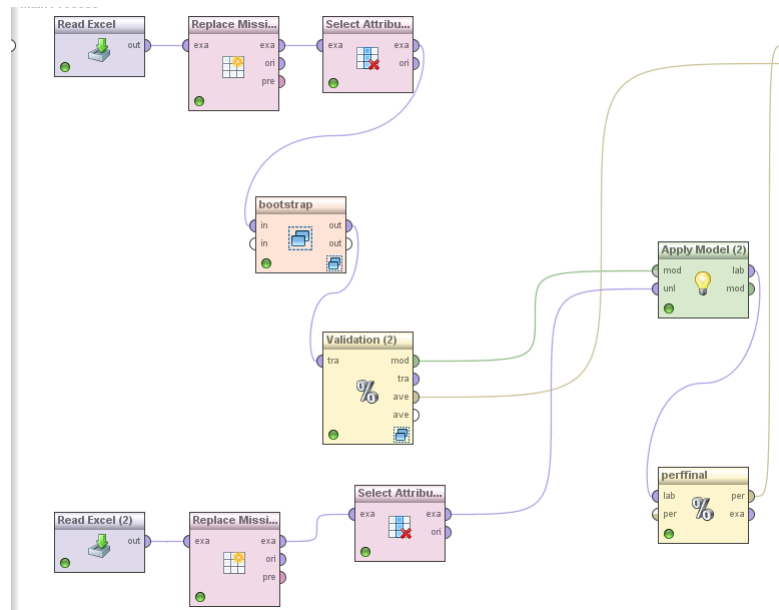 Main Process
Read Excel
out
Replace Missi...
exa
exa
ori
pre
Select Attribu...
exa
exa
ori
bootstrap
in
out
in
out
Apply Model (2)
mod
lab
unl
mod
Validation (2)
tra
mod
tra
ave
ave
perffinal
lab
per
per
exa
Select Attribu...
exa
exa
ori
Read Excel (2)
out
Replace Missi...
exa
exa
ori
pre